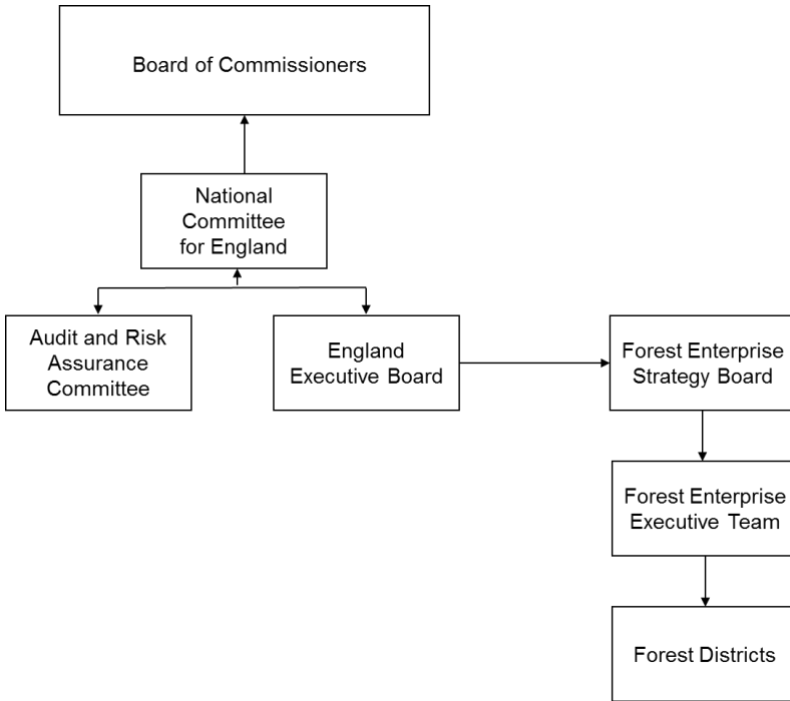 Board of Commissioners
National
Committee
for England
Audit and Risk
Assurance
Committee
England
Executive Board
Forest Enterprise
Strategy Board
Forest Enterprise
Executive Team
Forest Districts